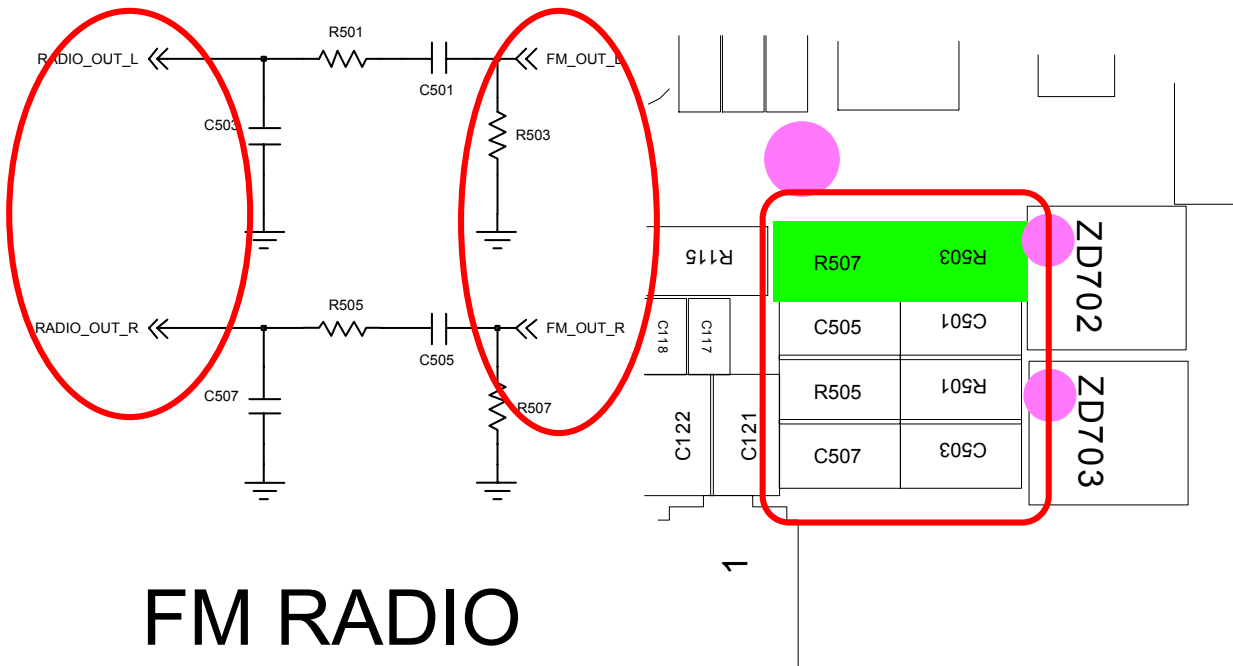 R501
RADIO_OUT_L
FM_OUT_L
C501
C503
R503
RADIO_OUT_R
R505
FM_OUT_R
C505
C507
R507
FM RADIO
R115
R507
R503
ZD702
C118
C117
C505
C501
R505
R501
ZD703
C122
C121
C507
C503
1